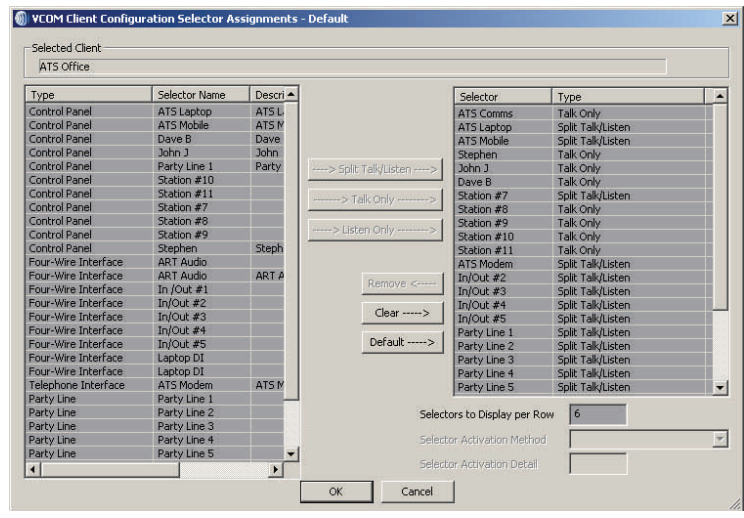 VCOM Client Configuration Selector Assignments - Default
Selected Client
ATS Office
Type Selector Name Descri
Control Panel ATS Laptop ATS L
Control Panel ATS Mobile ATS M
Control Panel Dave B Dave
Control Panel John J John
Control Panel Party Line 1 Party
Control Panel Station #10
Control Panel Station #11
Control Panel Station #7
Control Panel Station #8
Control Panel Station #9
Control Panel Stephen Steph
Four-Wire Interface ART Audio
Four-Wire Interface ART Audio ART A
Four-Wire Interface In /Out #1
Four-Wire Interface In/Out #2
Four-Wire Interface In/Out #3
Four-Wire Interface In/Out #4
Four-Wire Interface In/Out #5
Four-Wire Interface Laptop DI
Four-Wire Interface Laptop DI
Telephone Interface ATS Modem ATS M
Party Line Party Line 1
Party Line Party Line 2
Party Line Party Line 3
Party Line Party Line 4
Party Line Party Line 5
----> Split Talk/Listen ---->
--------> Talk Only -------->
-----> Listen Only -------->
Remove <-----
Clear ----->
Default ----->
Selector Type
ATS Comms Talk Only
ATS Laptop Split Talk/Listen
ATS Mobile Split Talk/Listen
Stephen Talk Only
John J Talk Only
Dave B Talk Only
Station #7 Split Talk/Listen
Station #8 Talk Only
Station #9 Talk Only
Station #10 Talk Only
Station #11 Talk Only
ATS Modem Split Talk/Listen
In/Out #2 Split Talk/Listen
In/Out #3 Split Talk/Listen
In/Out #4 Split Talk/Listen
In/Out #5 Split Talk/Listen
Party Line 1 Split Talk/Listen
Party Line 2 Split Talk/Listen
Party Line 3 Split Talk/Listen
Party Line 4 Split Talk/Listen
Party Line 5 Split Talk/Listen
Selectors to Display per Row 6
Selector Activation Method
Selector Activation Detail
OK Cancel